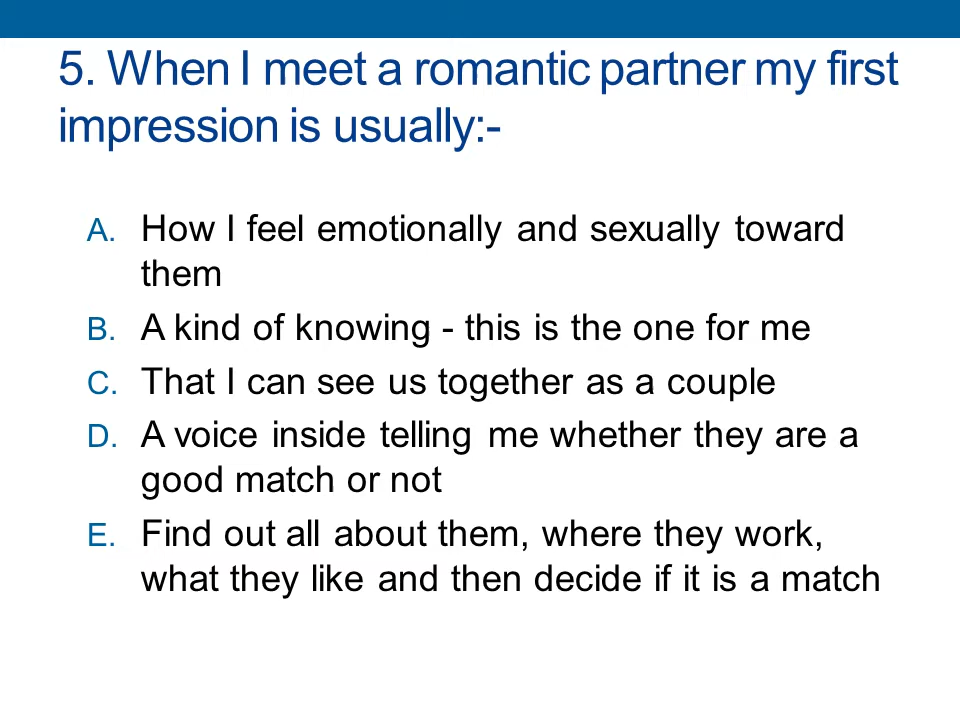 5. When I meet a romantic partner my first
impression is usually:-
A. How I feel emotionally and sexually toward
them
B. A kind of knowing - this is the one for me
C. That I can see us together as a couple
D. A voice inside telling me whether they are a
good match or not
E. Find out all about them, where they work,
what they like and then decide if it is a match